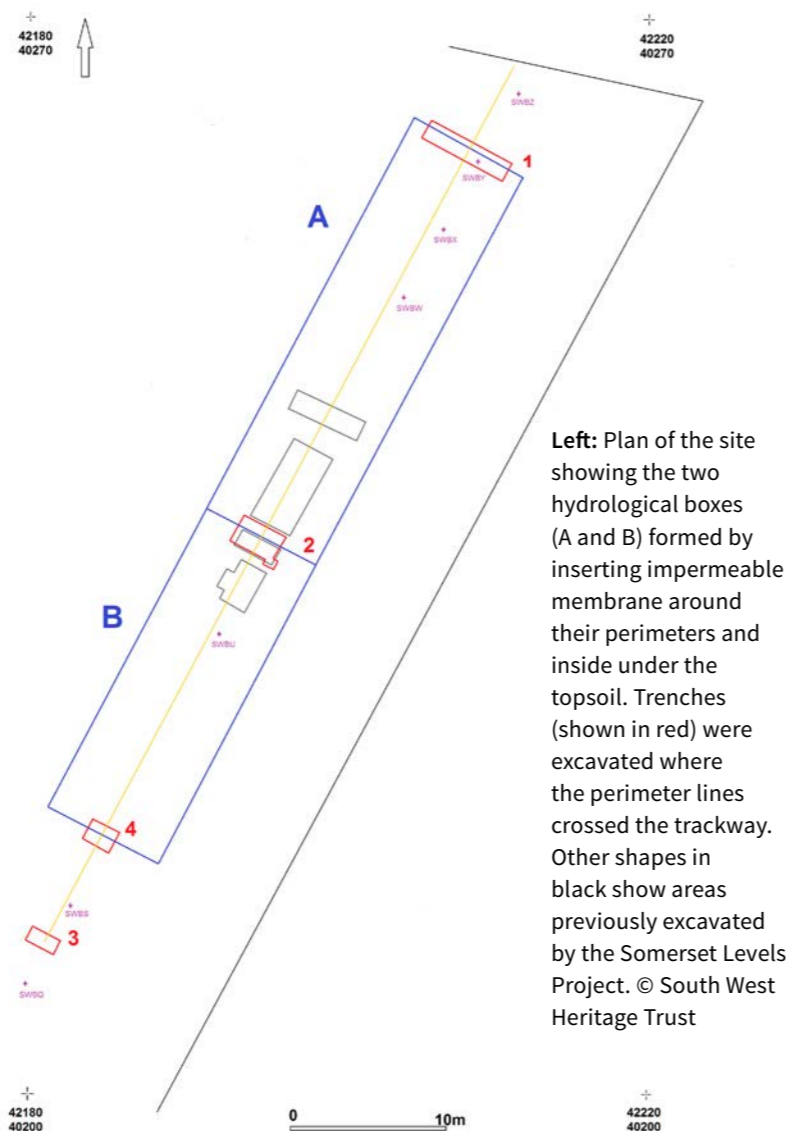 42180
40270
42220
40270
SWBZ
1
SWBY
A
SWBX
SWBW
2
B
SWBU
4
SWBS
3
SWBQ
42180
40200
0 10m
42220
40200
Left: Plan of the site
showing the two
hydrological boxes
(A and B) formed by
inserting impermeable
membrane around
their perimeters and
inside under the
topsoil. Trenches
(shown in red) were
excavated where
the perimeter lines
crossed the trackway.
Other shapes in
black show areas
previously excavated
by the Somerset Levels
Project. © South West
Heritage Trust